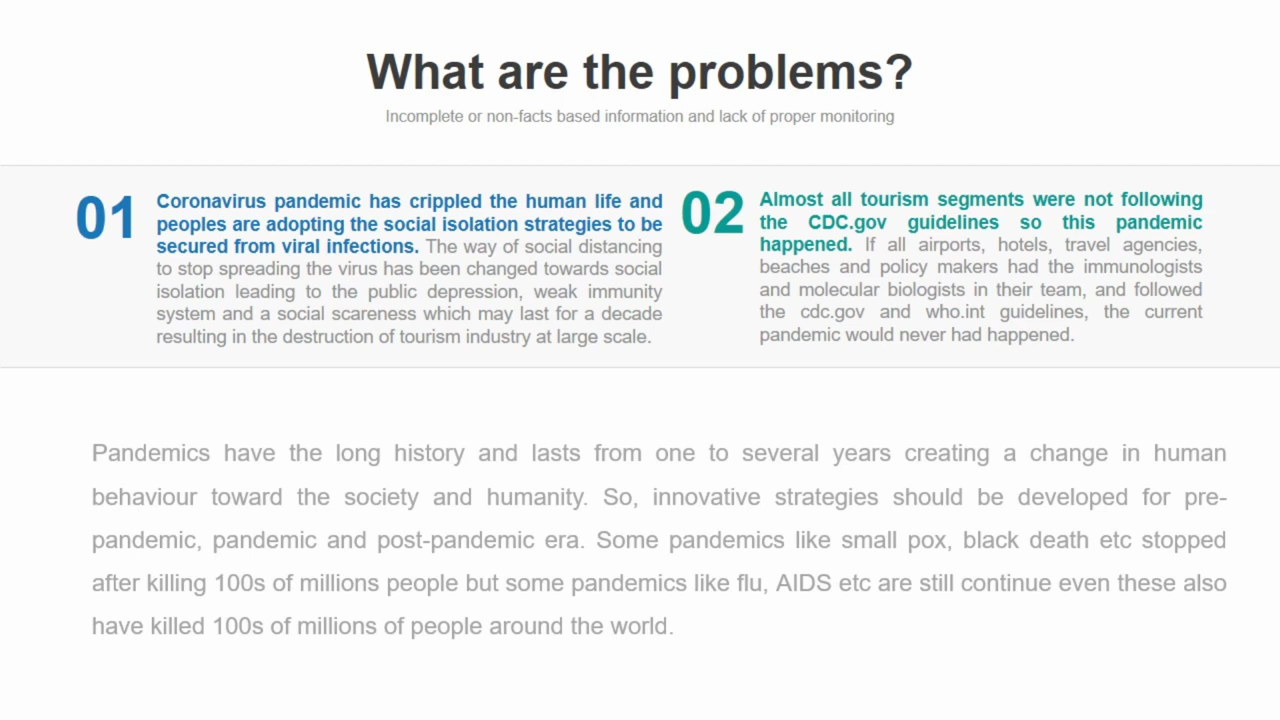 What are the problems?
Incomplete or non-facts based information and lack of proper monitoring
01
Coronavirus pandemic has crippled the human life and
peoples are adopting the social isolation strategies to be
secured from viral infections. The way of social distancing
to stop spreading the virus has been changed towards social
isolation leading to the public depression, weak immunity
system and a social scareness which may last for a decade
resulting in the destruction of tourism industry at large scale.
02
Almost all tourism segments were not following
the CDC.gov guidelines so this pandemic
happened. If all airports, hotels, travel agencies,
beaches and policy makers had the immunologists
and molecular biologists in their team, and followed
the cdc.gov and who.int guidelines, the current
pandemic would never had happened.
Pandemics have the long history and lasts from one to several years creating a change in human
behaviour toward the society and humanity. So, innovative strategies should be developed for pre-
pandemic, pandemic and post-pandemic era. Some pandemics like small pox, black death etc stopped
after killing 100s of millions people but some pandemics like flu, AIDS etc are still continue even these also
have killed 100s of millions of people around the world.